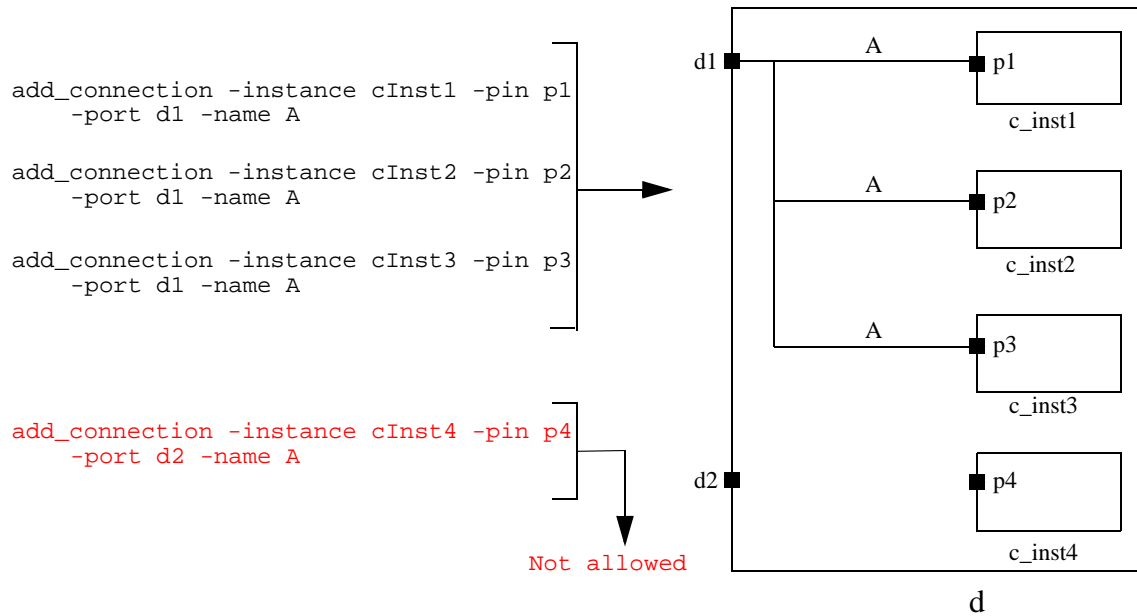 add_connection -instance cInst1 -pin p1
-port d1 -name A
add_connection -instance cInst2 -pin p2
-port d1 -name A
add_connection -instance cInst3 -pin p3
-port d1 -name A
add_connection -instance cInst4 -pin p4
-port d2 -name A
Not allowed
d1
A
p1
c_inst1
A
p2
c_inst2
A
p3
c_inst3
d2
p4
c_inst4
d